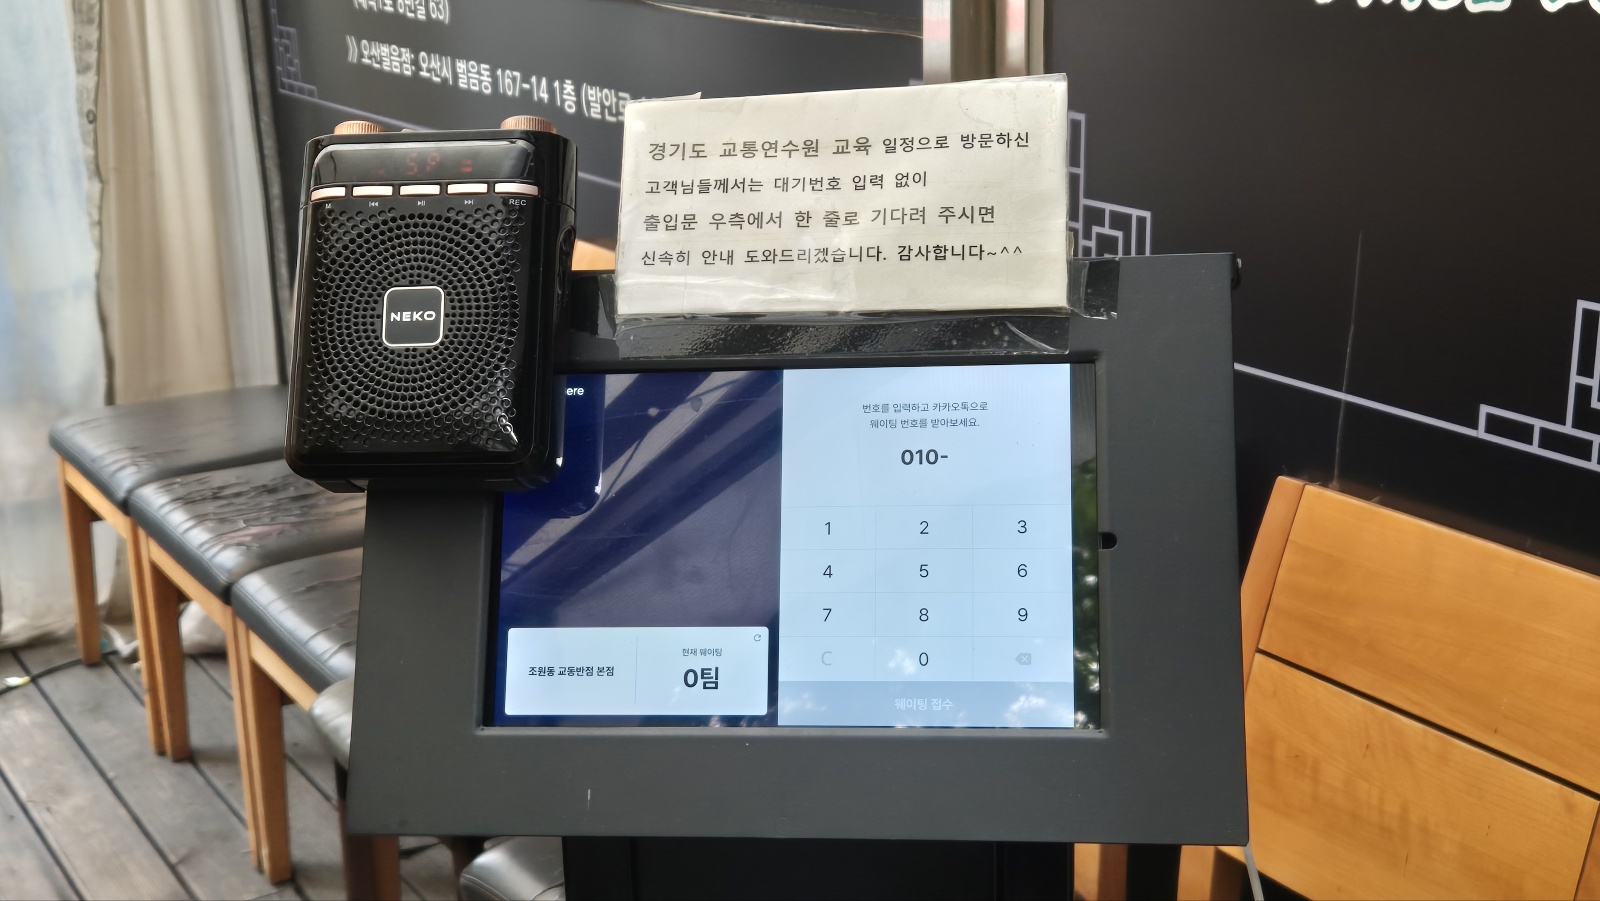 》 오산벌음점: 오산시 벌음동 167-14 1층 (발안로
경기도 교통연수원 교육 일정으로 방문하신
고객님들께서는 대기번호 입력 없이
출입문 우측에서 한 줄로 기다려 주시면
신속히 안내 도와드리겠습니다. 감사합니다~^^
M REC
NEKO
ere
번호를 입력하고 카카오톡으로
웨이팅 번호를 받아보세요.
010-
1 2 3
4 5 6
7 8 9
C 0
웨이팅 접수
조원동 교동반점 본점
현재 웨이팅
0팀